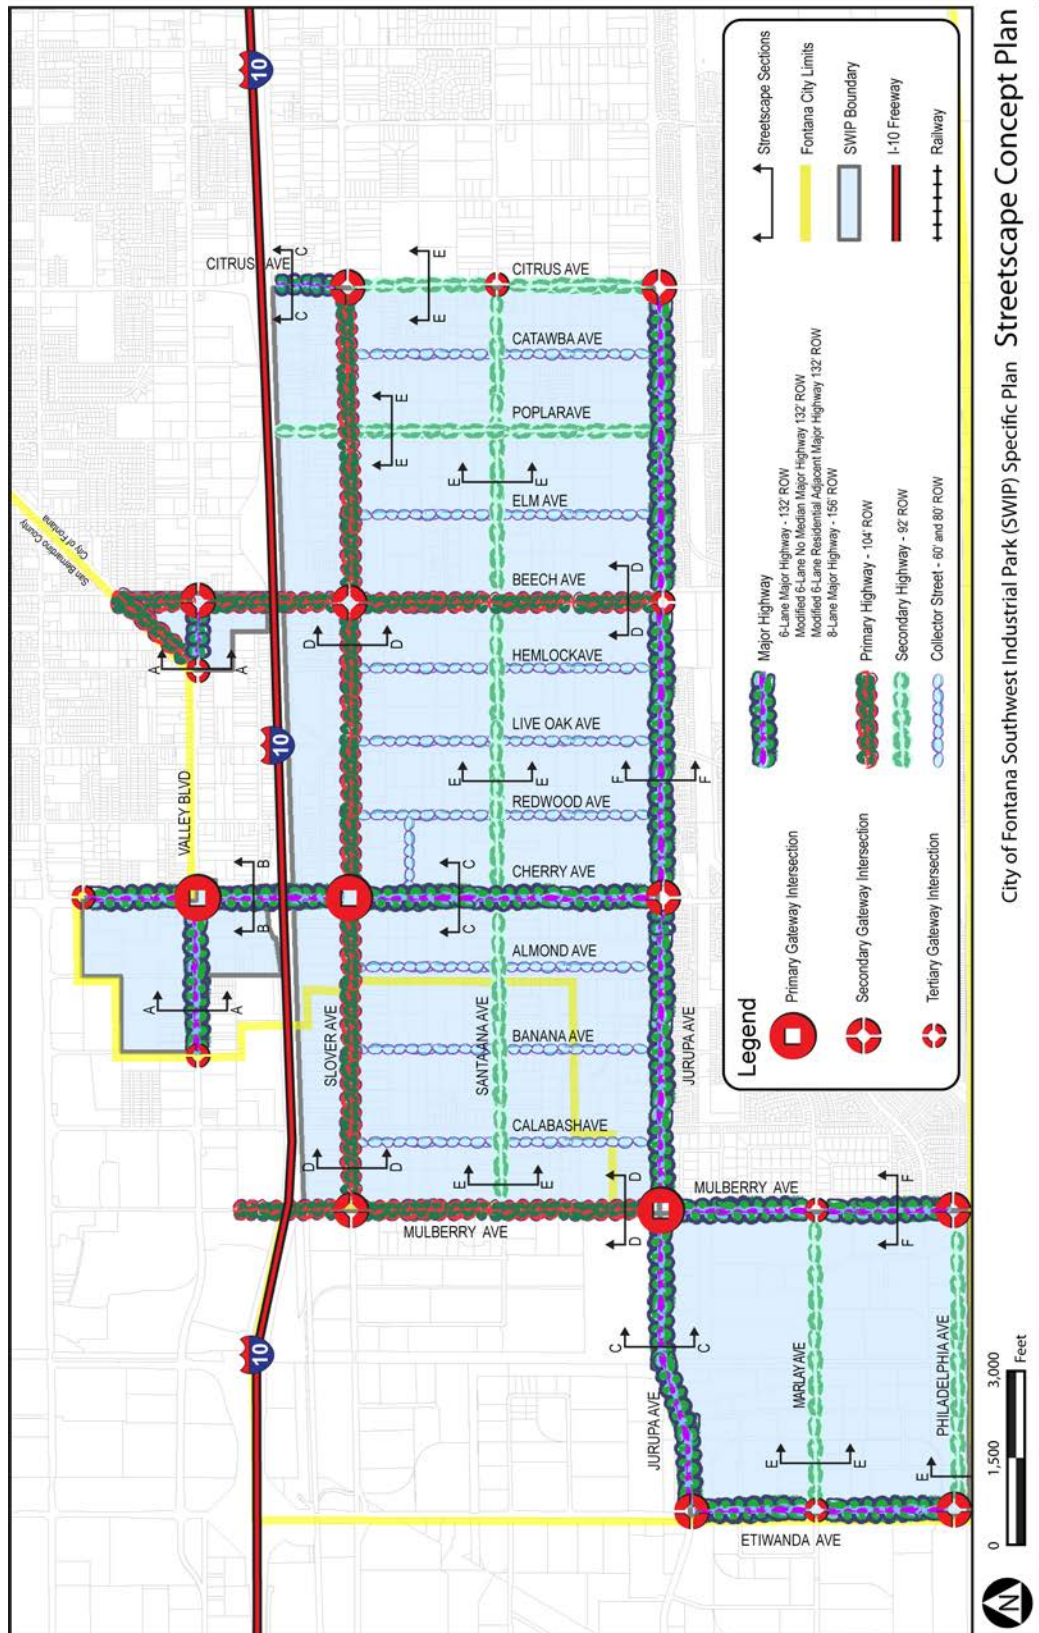 10
10
10
San Bernardino County
City of Fontana
CITRUS AVE
CITRUS AVE
C
C
E
E
CATAWBA AVE
POPLARAVE
E
E
E
E
ELM AVE
BEECH AVE
D
D
D
D
A
A
HEMLOCKAVE
LIVE OAK AVE
E
E
F
F
REDWOOD AVE
VALLEY BLVD
B
B
CHERRY AVE
C
C
A
A
ALMOND AVE
SLOVER AVE
SANTA ANA AVE
BANANA AVE
JURUPA AVE
CALABASHAVE
D
D
E
E
D
D
MULBERRY AVE
MULBERRY AVE
F
F
C
C
JURUPA AVE
MARLAY AVE
PHILADELPHIA AVE
E
E
E
ETIWANDA AVE
Legend
Primary Gateway Intersection
Secondary Gateway Intersection
Tertiary Gateway Intersection
Major Highway
6-Lane Major Highway - 132' ROW
Modified 6-Lane No Median Major Highway 132' ROW
Modified 6-Lane Residential Adjacent Major Highway 132' ROW
8-Lane Major Highway - 156' ROW
Primary Highway - 104' ROW
Secondary Highway - 92' ROW
Collector Street - 60' and 80' ROW
Streetscape Sections
Fontana City Limits
SWIP Boundary
I-10 Freeway
Railway
N
0 1,500 3,000
Feet
City of Fontana Southwest Industrial Park (SWIP) Specific Plan Streetscape Concept Plan